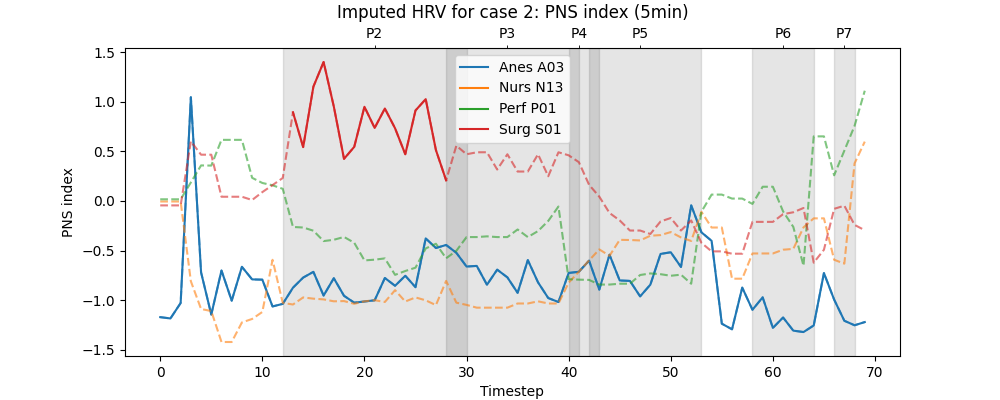 Imputed HRV for case 2: PNS index (5min)
P2 P3 P4 P5 P6 P7
1.5
1.0
0.5
0.0
−0.5
−1.0
−1.5
PNS index
Anes A03
Nurs N13
Perf P01
Surg S01
0 10 20 30 40 50 60 70
Timestep